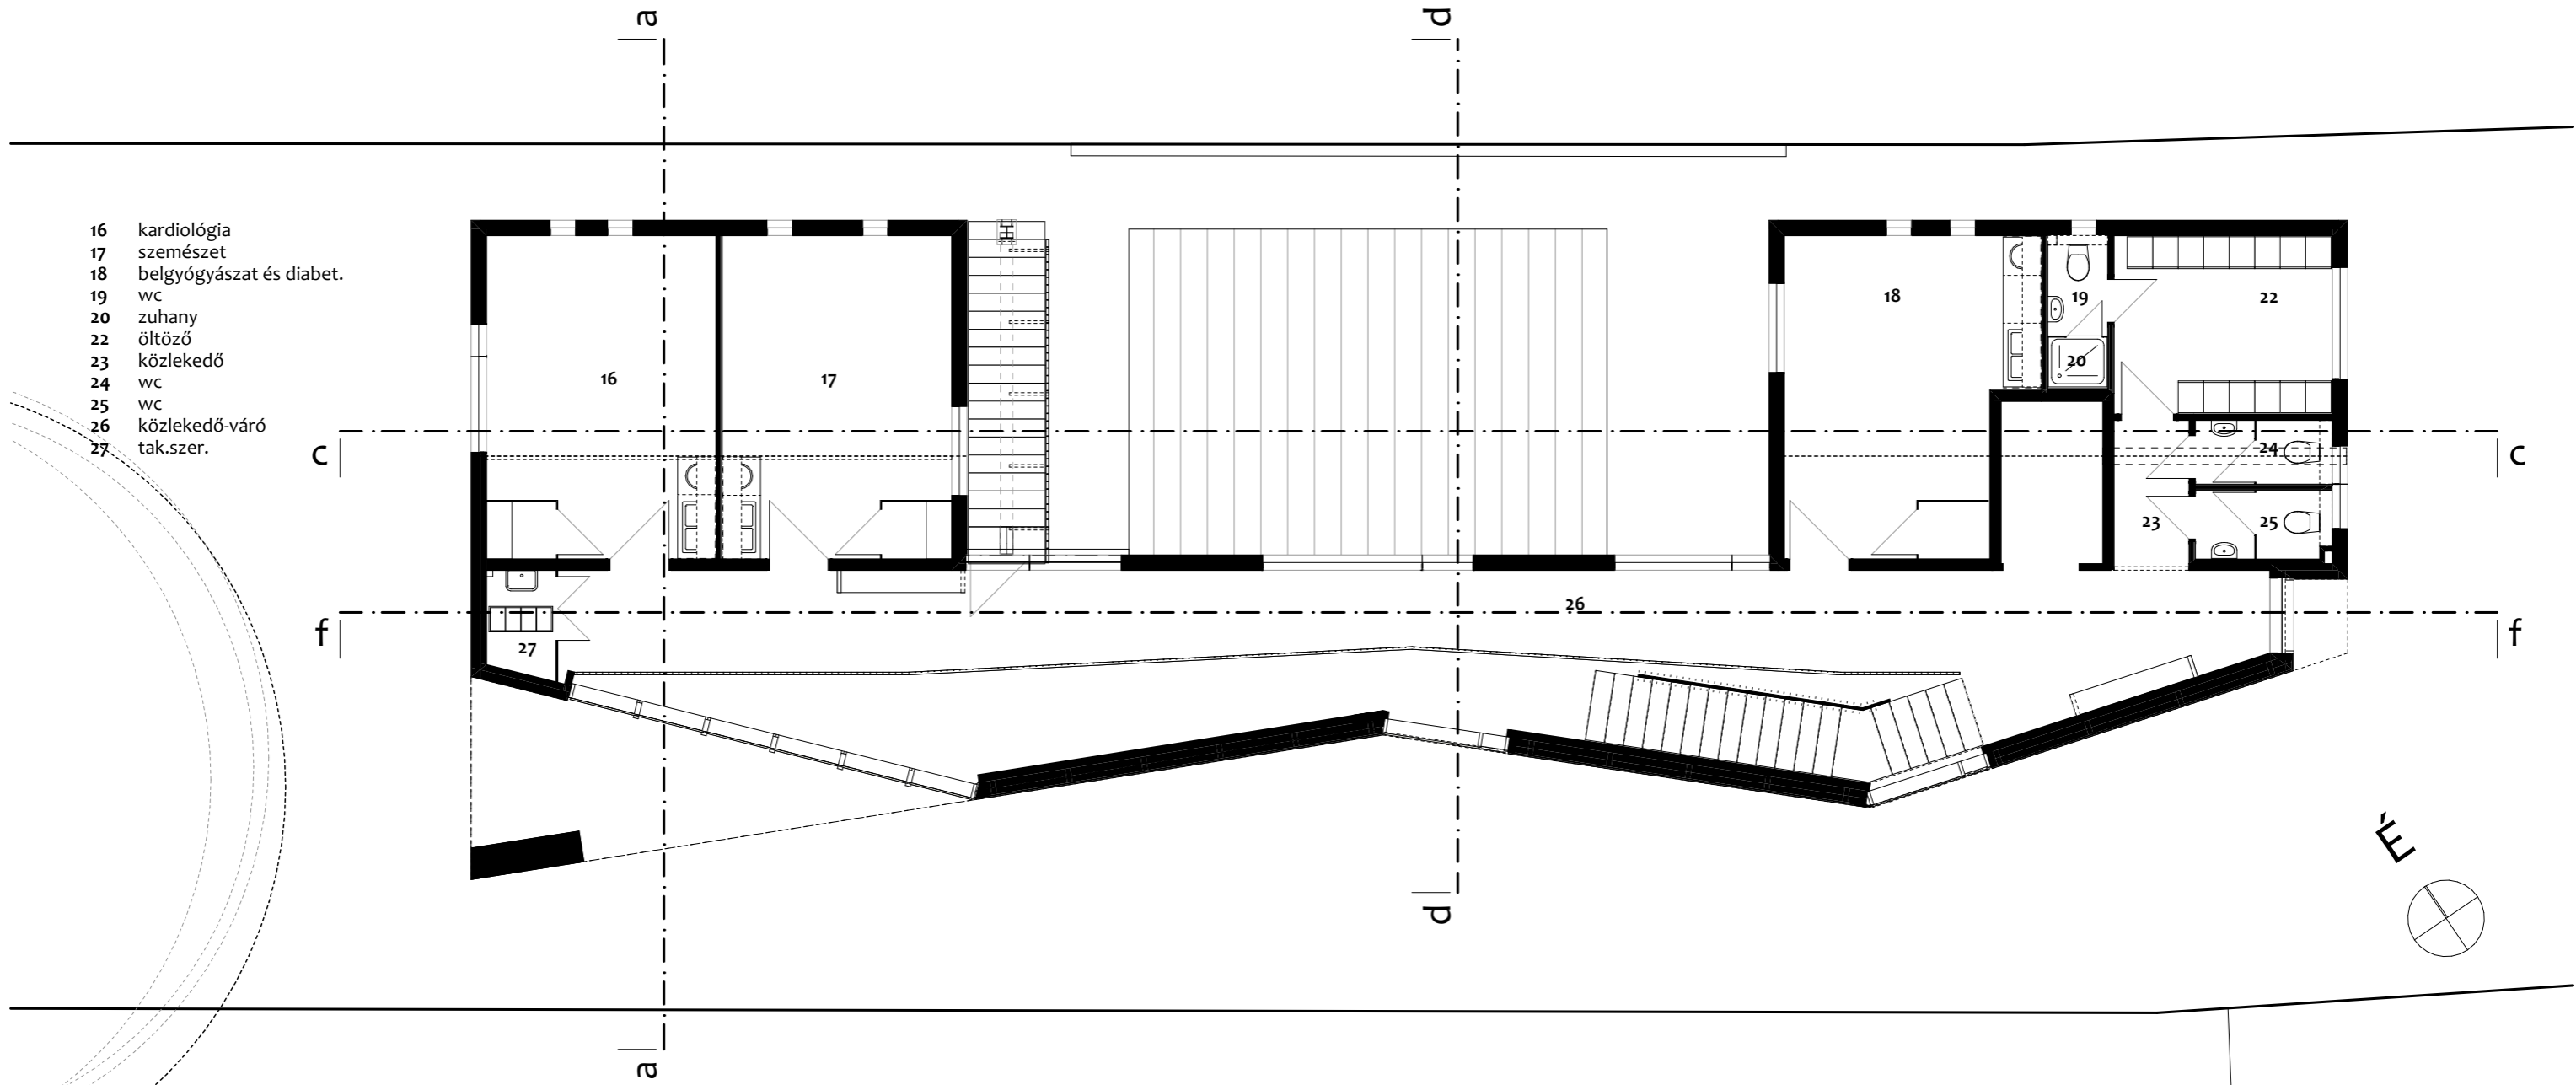 a
d
16 kardiológia
17 szemészet
18 belgyógyászat és diabet.
19 wc
20 zuhany
22 öltöző
23 közlekedő
24 wc
25 wc
26 közlekedő-váró
27 tak.szer.
18
19
22
20
16
17
c
c
24
23
25
26
f
f
27
É
d
a